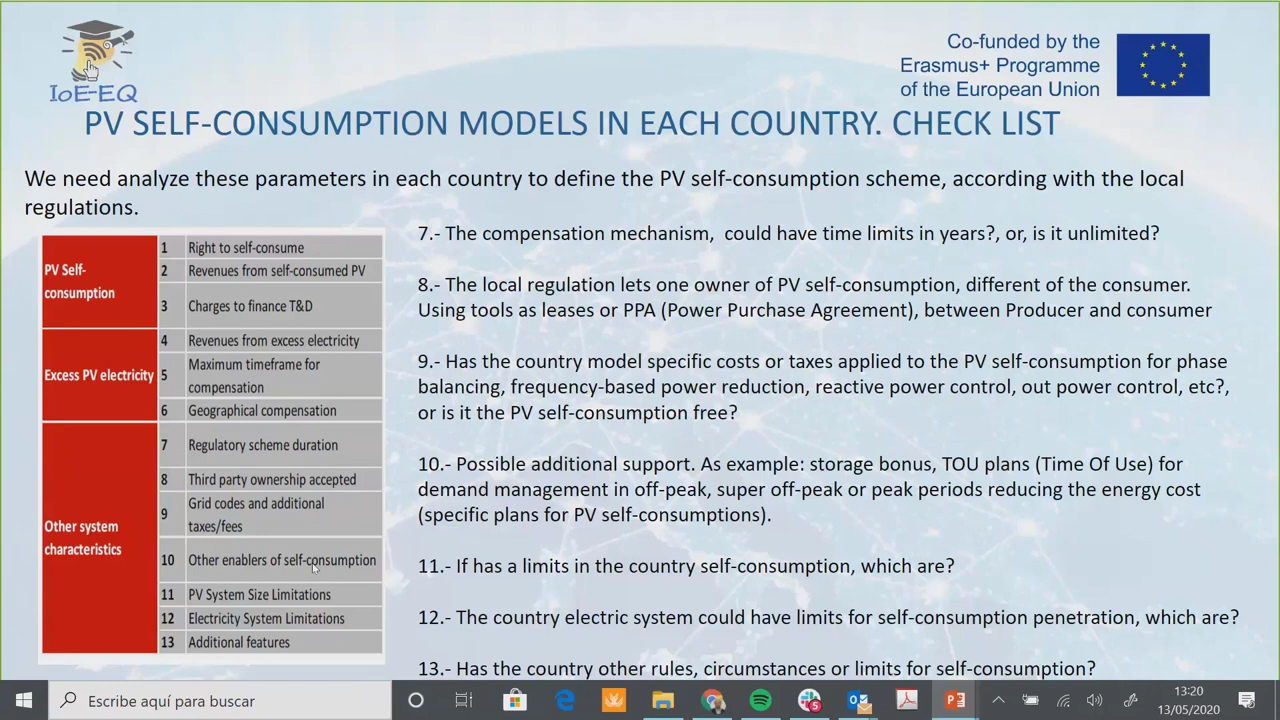 IoE-EQ
Co-funded by the
Erasmus+ Programme
of the European Union
PV SELF-CONSUMPTION MODELS IN EACH COUNTRY. CHECK LIST
We need analyze these parameters in each country to define the PV self-consumption scheme, according with the local
regulations.
PV Self-
consumption
1 Right to self-consume
2 Revenues from self-consumed PV
3 Charges to finance T&D
Excess PV electricity
4 Revenues from excess electricity
5 Maximum timeframe for
compensation
6 Geographical compensation
Other system
characteristics
7 Regulatory scheme duration
8 Third party ownership accepted
9 Grid codes and additional
taxes/fees
10 Other enablers of self-consumption
11 PV System Size Limitations
12 Electricity System Limitations
13 Additional features
7.- The compensation mechanism, could have time limits in years?, or, is it unlimited?
8.- The local regulation lets one owner of PV self-consumption, different of the consumer.
Using tools as leases or PPA (Power Purchase Agreement), between Producer and consumer
9.- Has the country model specific costs or taxes applied to the PV self-consumption for phase
balancing, frequency-based power reduction, reactive power control, out power control, etc?,
or is it the PV self-consumption free?
10.- Possible additional support. As example: storage bonus, TOU plans (Time Of Use) for
demand management in off-peak, super off-peak or peak periods reducing the energy cost
(specific plans for PV self-consumptions).
11.- If has a limits in the country self-consumption, which are?
12.- The country electric system could have limits for self-consumption penetration, which are?
13.- Has the country other rules, circumstances or limits for self-consumption?
Escribe aquí para buscar
13:20
13/05/2020